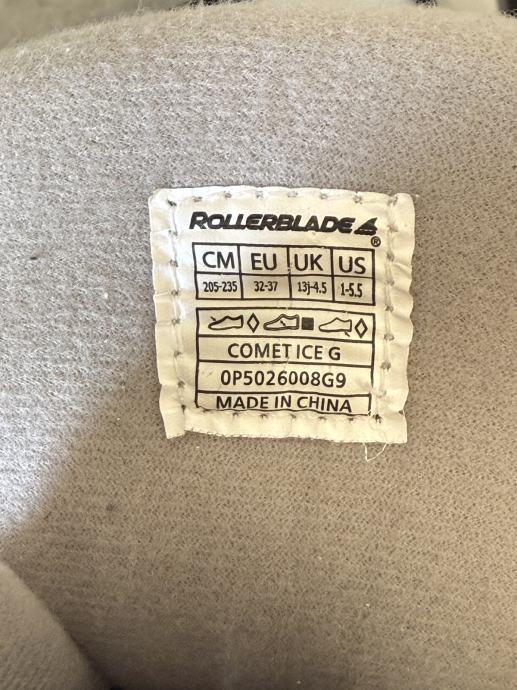 ROLLERBLADE ®
CM EU UK US
205-235 32-37 13j-4.5 1-5.5
COMET ICE G
0P5026008G9
MADE IN CHINA